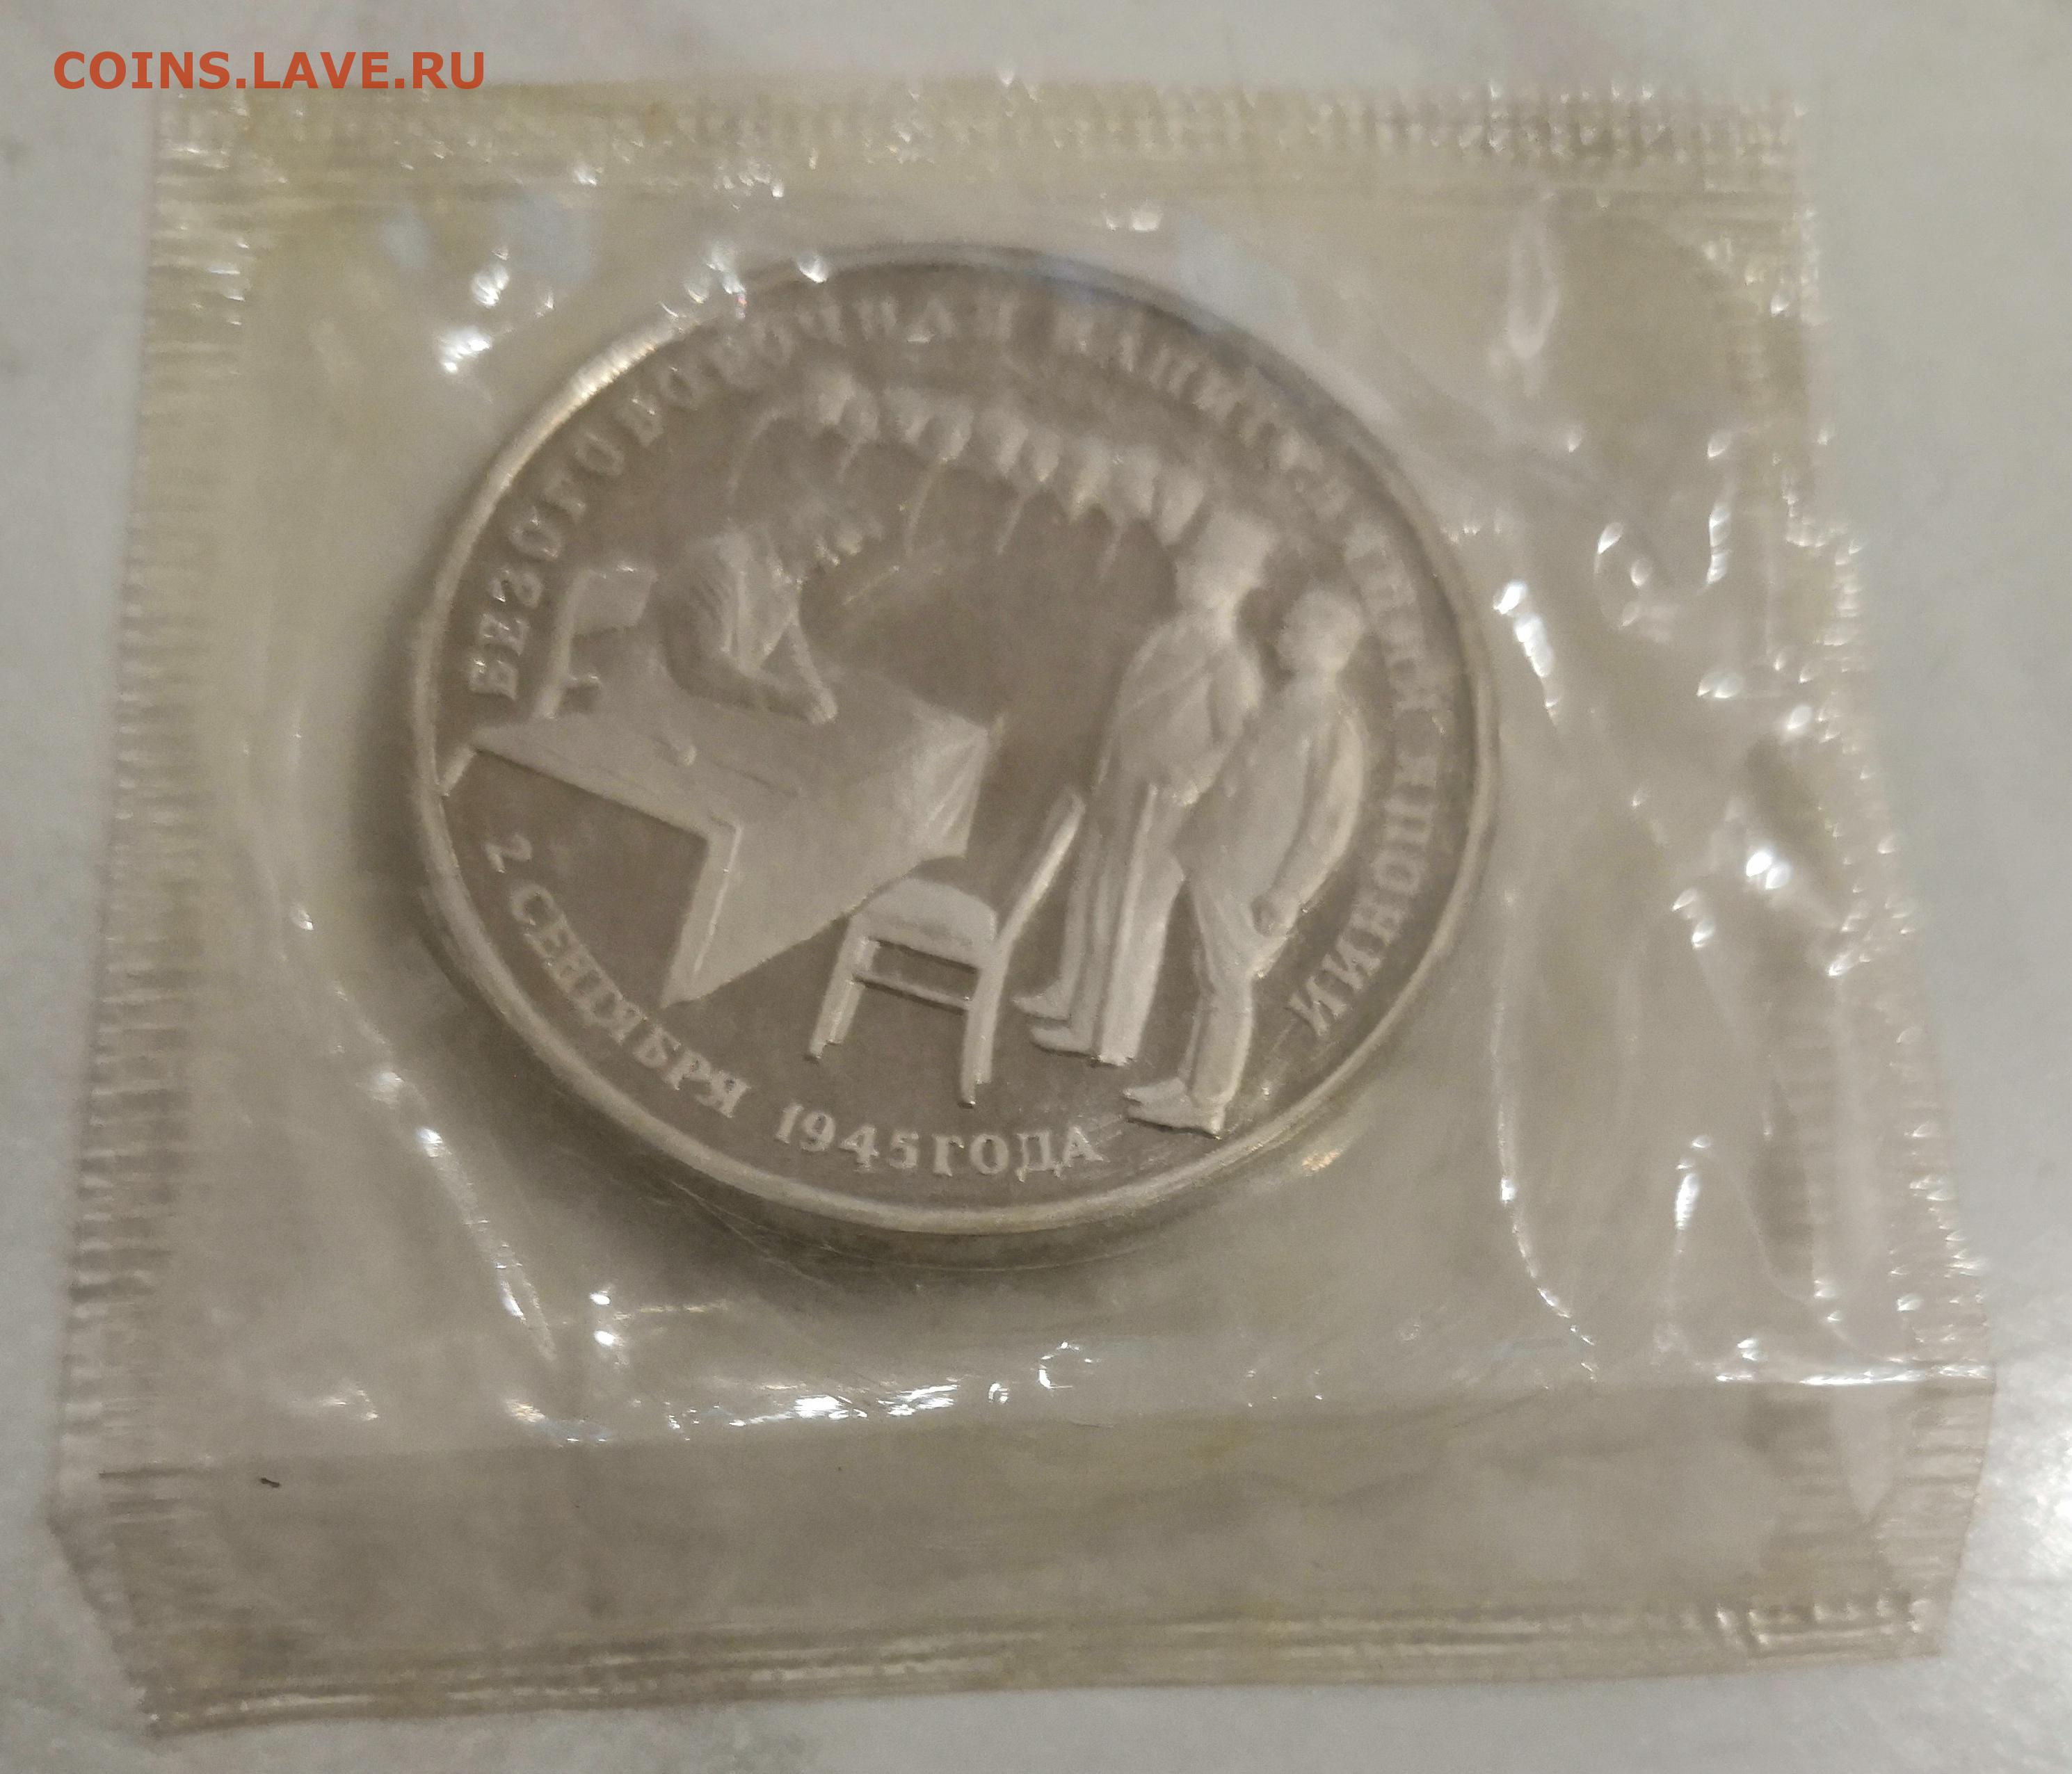 COINS.LAVE.RU
БЕЗОГОВОРОЧНАЯ КАПИТУЛЯЦИЯ ЯПОНИИ
2 СЕНТЯБРЯ 1945 ГОДА